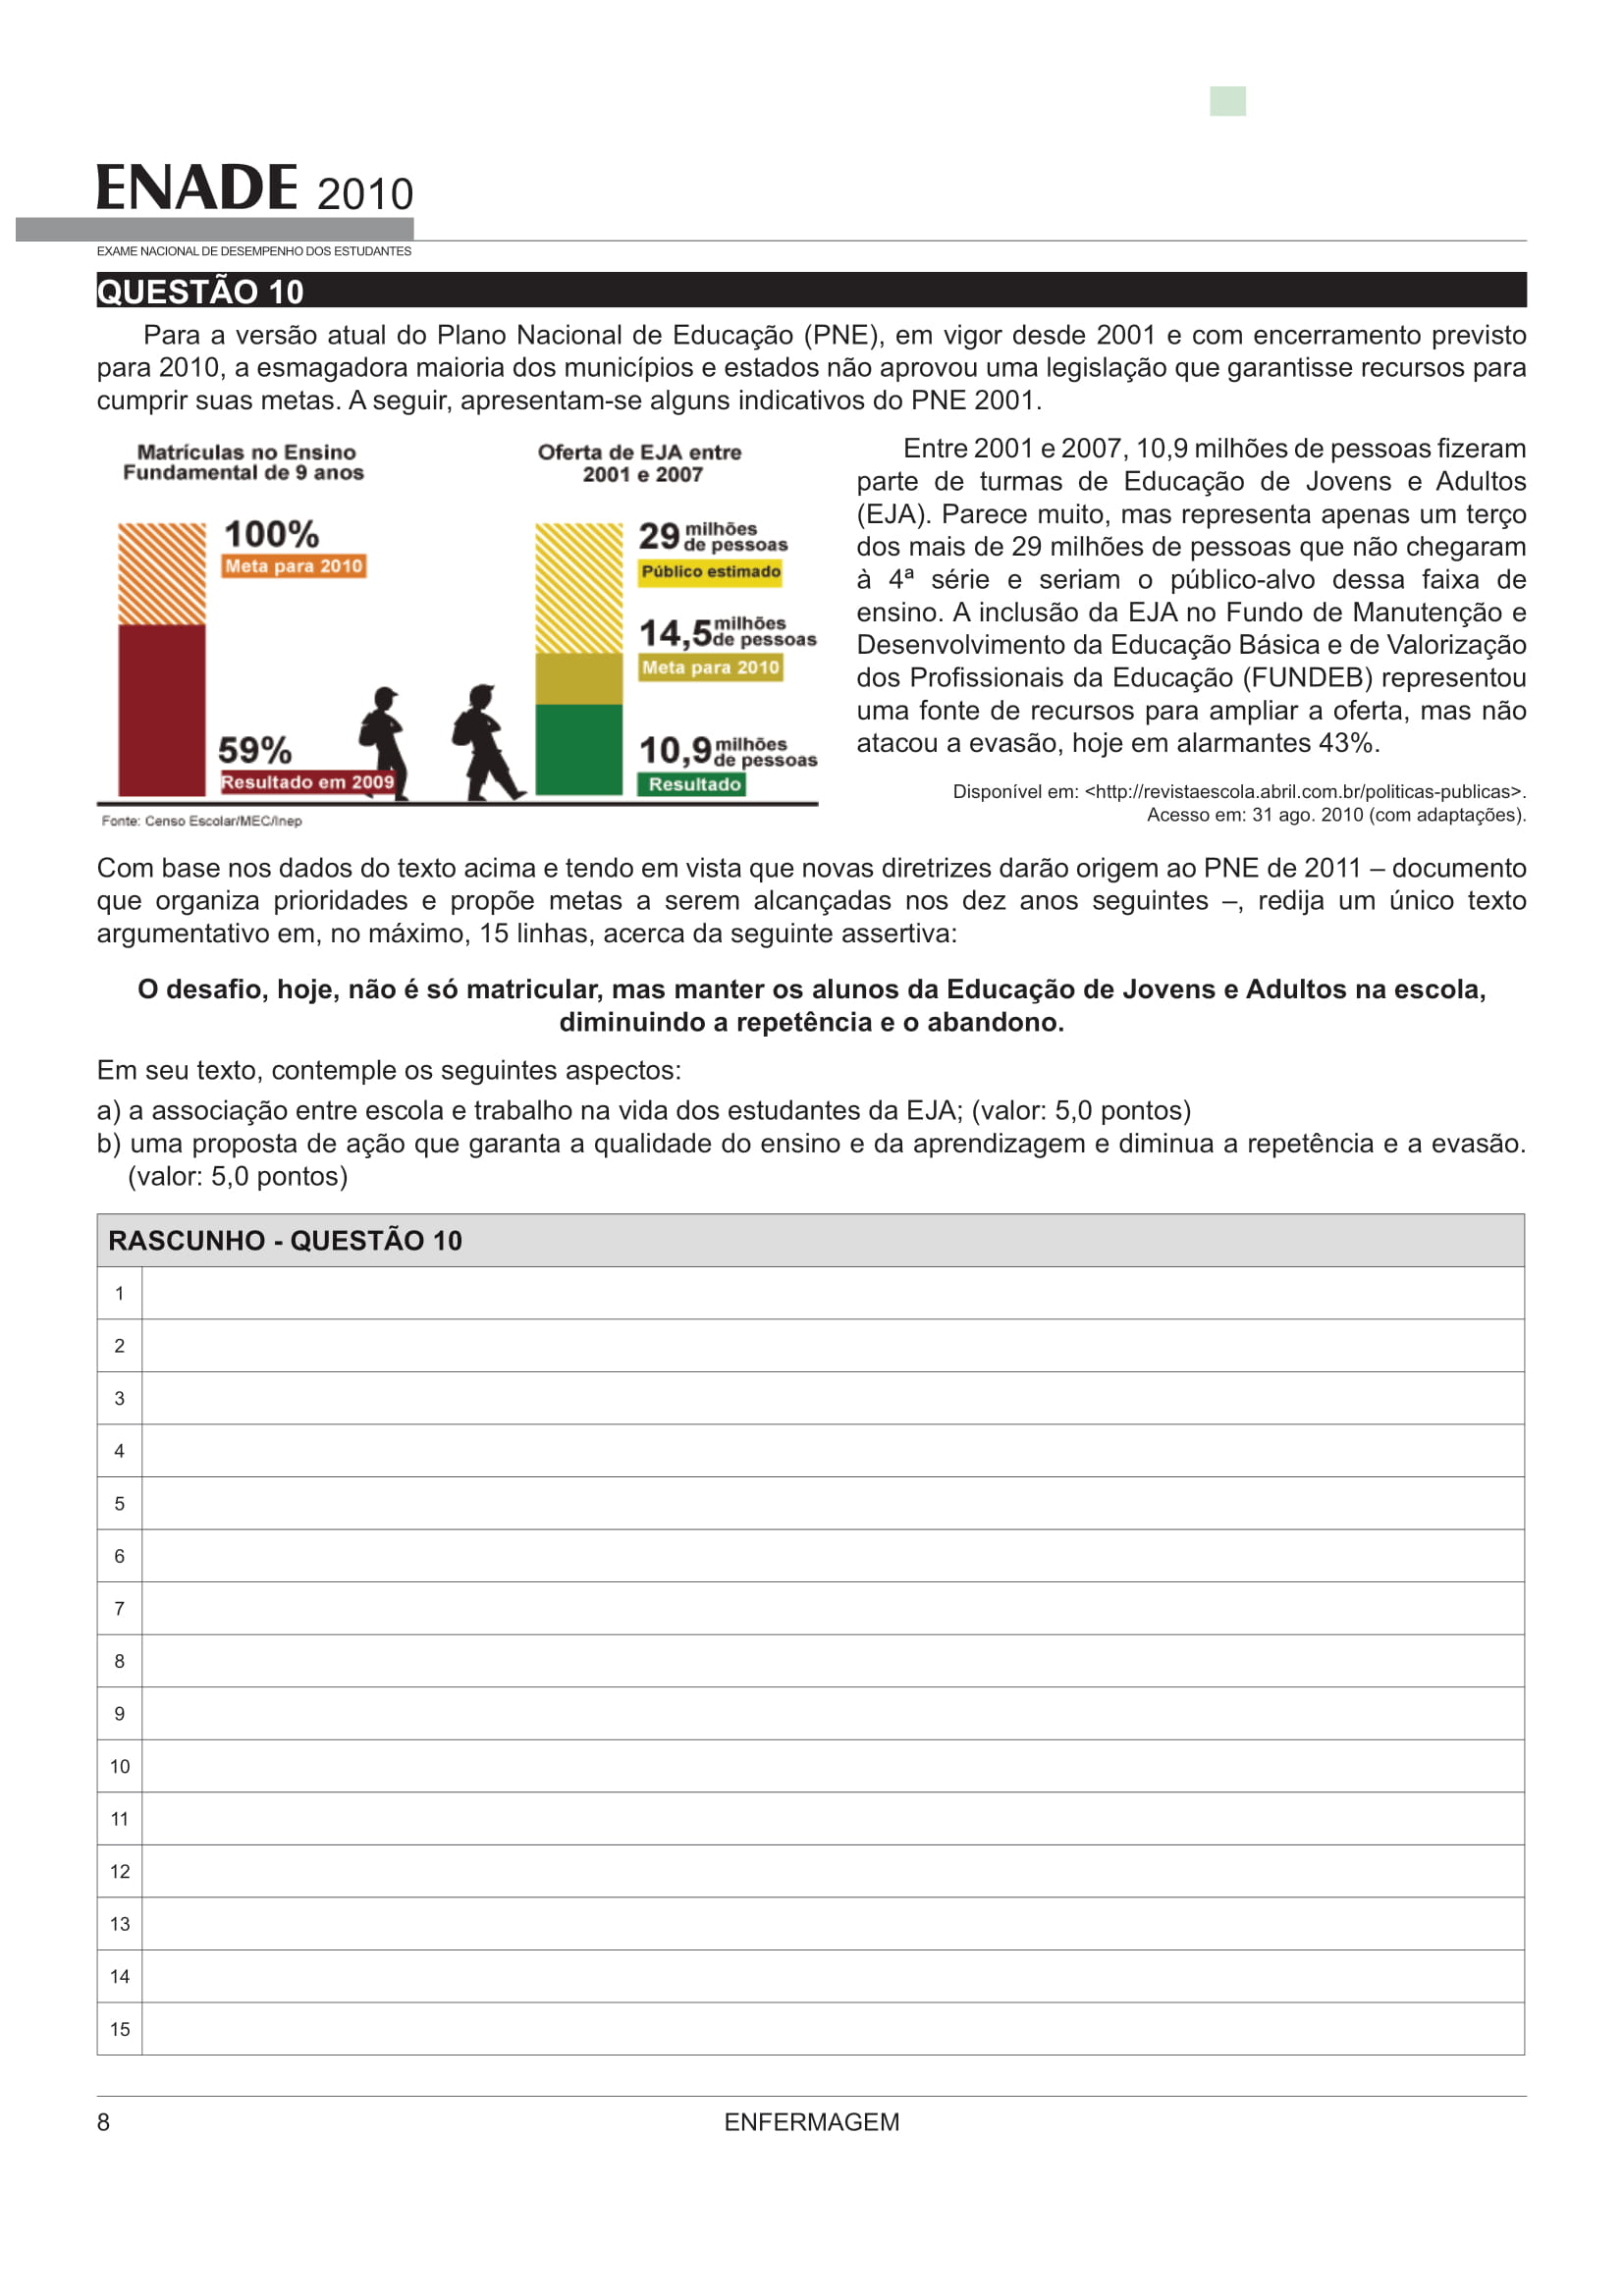 ENADE 2010
EXAME NACIONAL DE DESEMPENHO DOS ESTUDANTES
QUESTÃO 10
Para a versão atual do Plano Nacional de Educação (PNE), em vigor desde 2001 e com encerramento previsto
para 2010, a esmagadora maioria dos municípios e estados não aprovou uma legislação que garantisse recursos para
cumprir suas metas. A seguir, apresentam-se alguns indicativos do PNE 2001.
Matrículas no Ensino
Fundamental de 9 anos
100%
Meta para 2010
59%
Resultado em 2009
Oferta de EJA entre
2001 e 2007
29 milhões
de pessoas
Público estimado
14,5 milhões
de pessoas
Meta para 2010
10,9 milhões
de pessoas
Resultado
Fonte: Censo Escolar/MEC/Inep
Entre 2001 e 2007, 10,9 milhões de pessoas fizeram
parte de turmas de Educação de Jovens e Adultos
(EJA). Parece muito, mas representa apenas um terço
dos mais de 29 milhões de pessoas que não chegaram
à 4ª série e seriam o público-alvo dessa faixa de
ensino. A inclusão da EJA no Fundo de Manutenção e
Desenvolvimento da Educação Básica e de Valorização
dos Profissionais da Educação (FUNDEB) representou
uma fonte de recursos para ampliar a oferta, mas não
atacou a evasão, hoje em alarmantes 43%.
Disponível em: <http://revistaescola.abril.com.br/politicas-publicas>.
Acesso em: 31 ago. 2010 (com adaptações).
Com base nos dados do texto acima e tendo em vista que novas diretrizes darão origem ao PNE de 2011 – documento
que organiza prioridades e propõe metas a serem alcançadas nos dez anos seguintes –, redija um único texto
argumentativo em, no máximo, 15 linhas, acerca da seguinte assertiva:
O desafio, hoje, não é só matricular, mas manter os alunos da Educação de Jovens e Adultos na escola,
diminuindo a repetência e o abandono.
Em seu texto, contemple os seguintes aspectos:
a) a associação entre escola e trabalho na vida dos estudantes da EJA; (valor: 5,0 pontos)
b) uma proposta de ação que garanta a qualidade do ensino e da aprendizagem e diminua a repetência e a evasão.
(valor: 5,0 pontos)
RASCUNHO - QUESTÃO 10
1
2
3
4
5
6
7
8
9
10
11
12
13
14
15
8
ENFERMAGEM